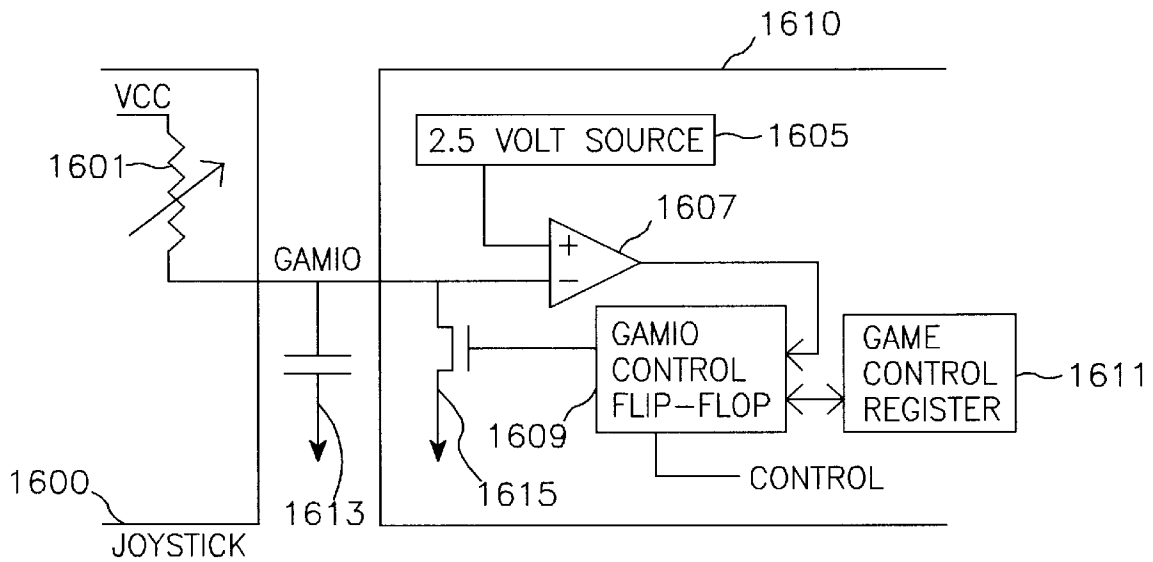 1610
VCC
2.5 VOLT SOURCE
1605
1601
1607
+
GAMIO
−
GAMIO
CONTROL
FLIP-FLOP
GAME
CONTROL
REGISTER
1611
1609
1600
1613
1615
CONTROL
JOYSTICK